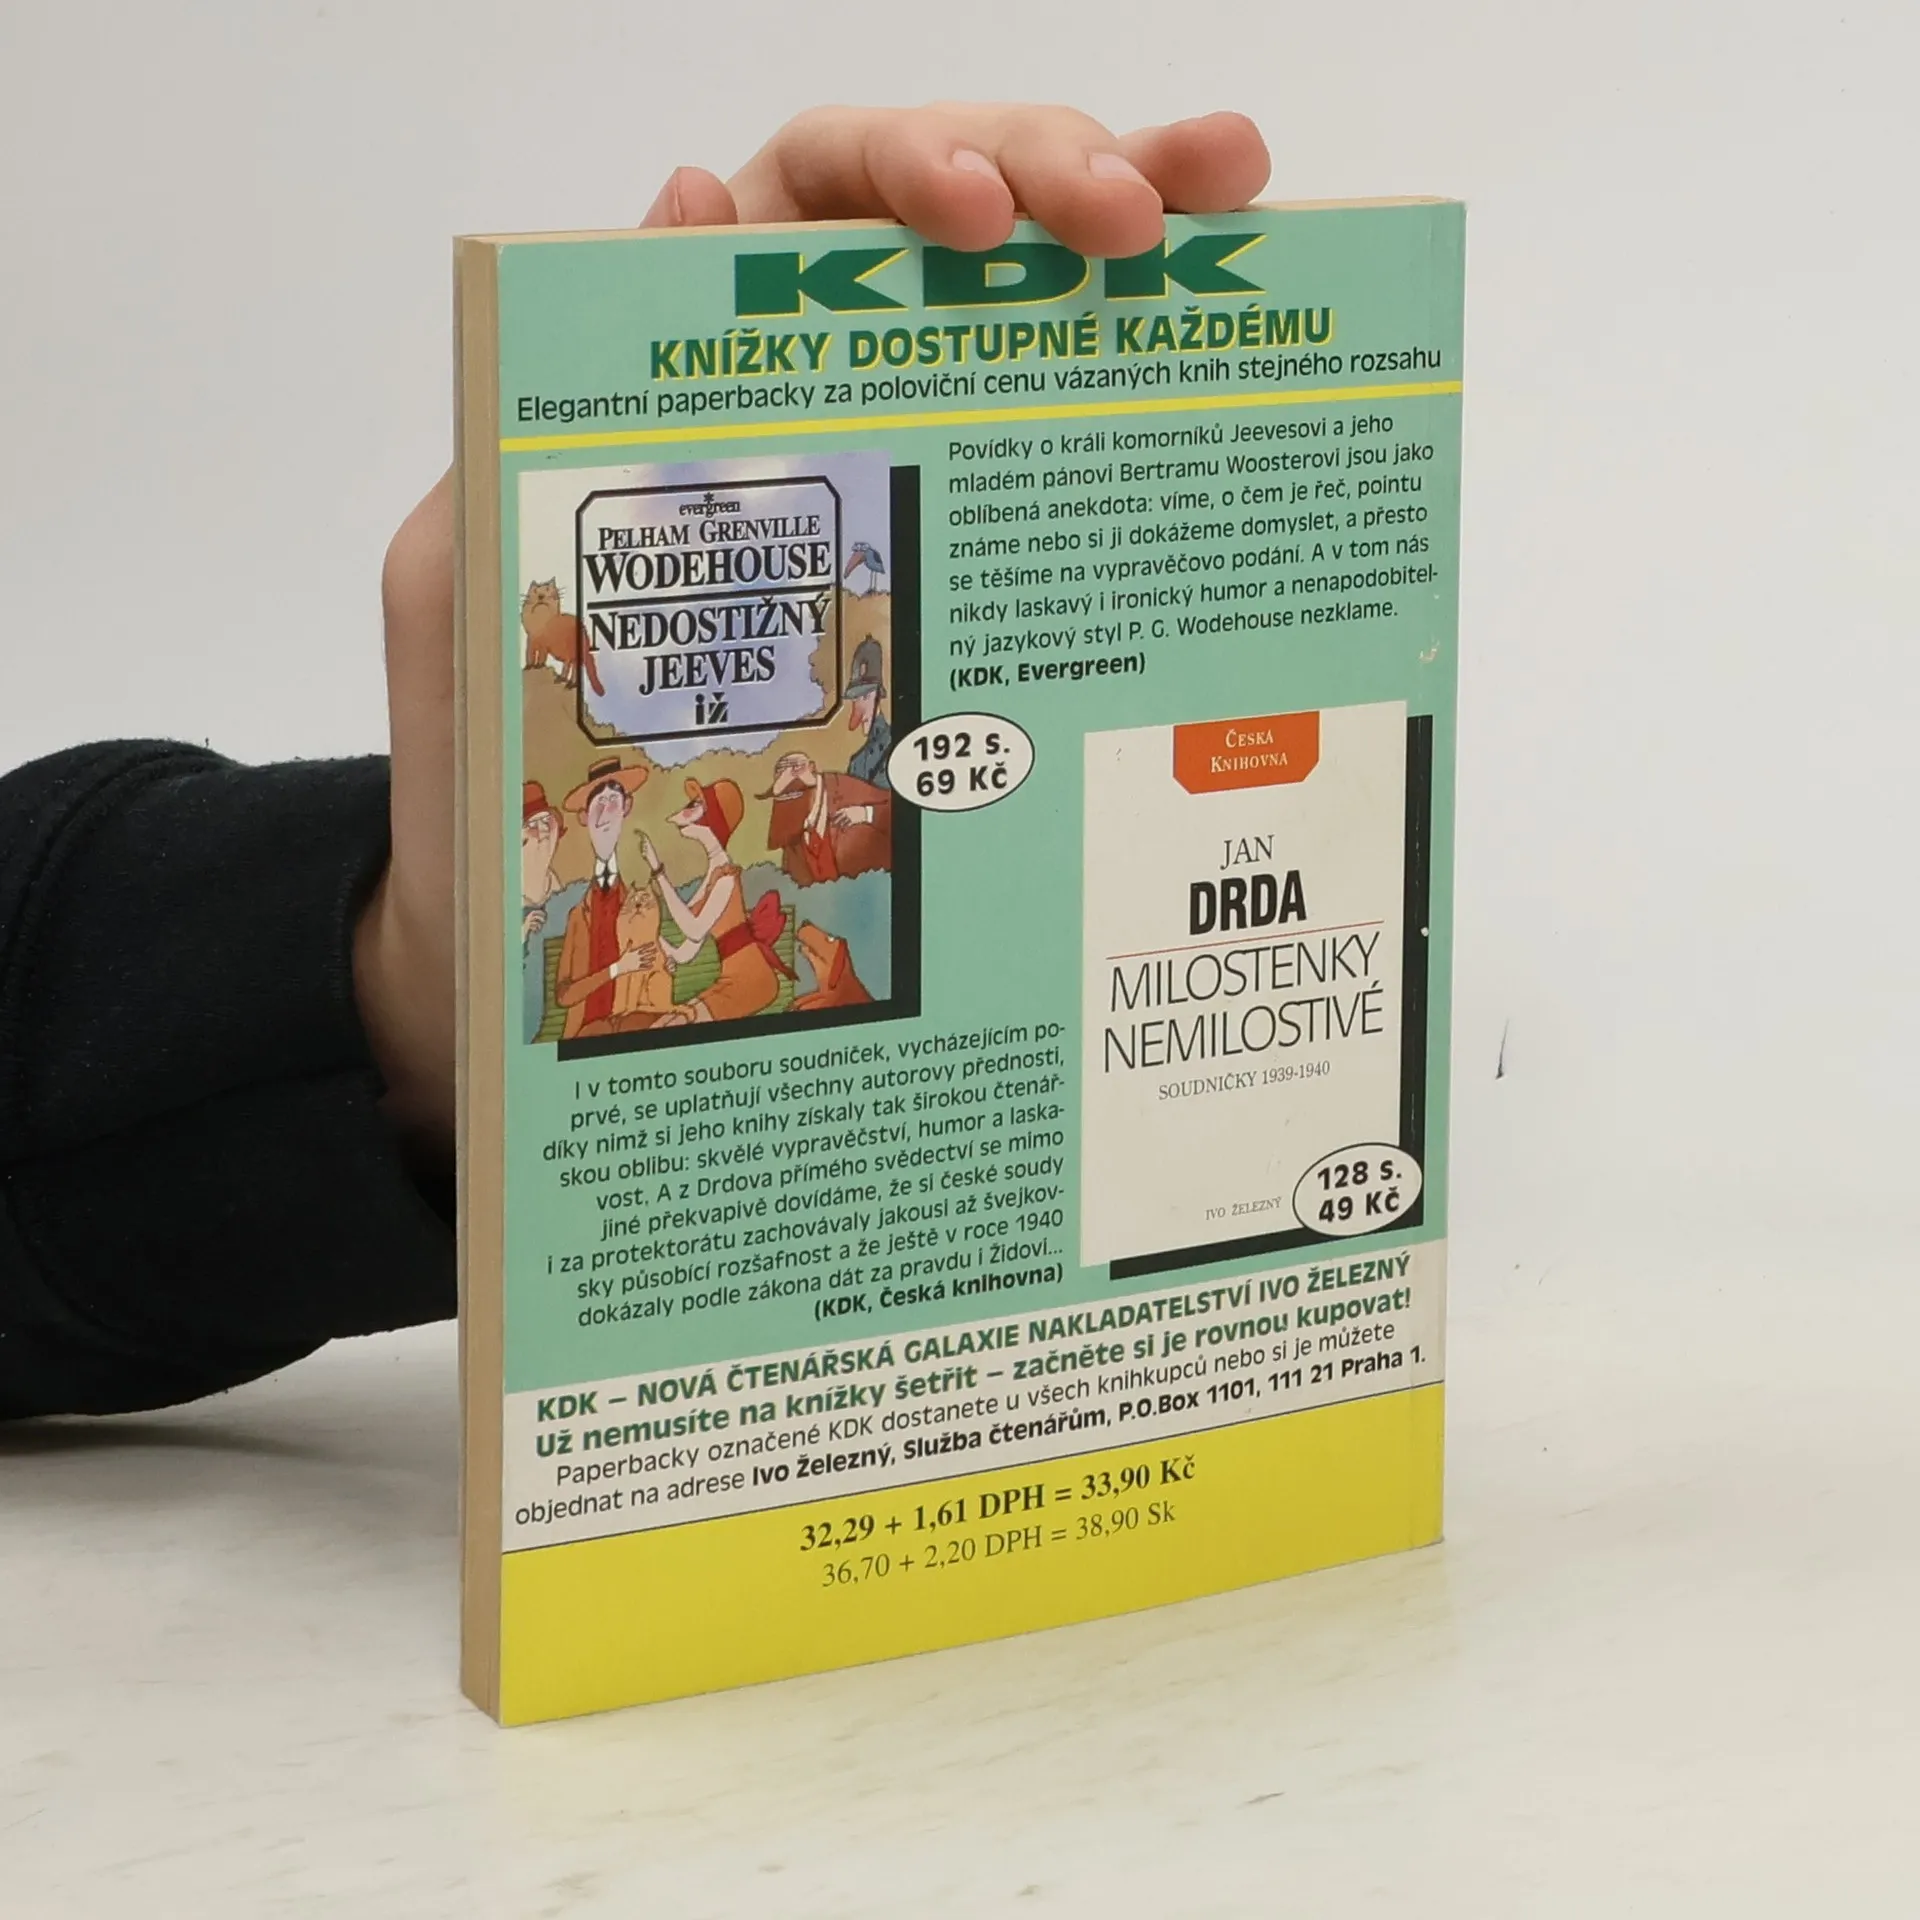 KDK
KNÍŽKY DOSTUPNÉ KAŽDÉMU
Elegantní paperbacky za poloviční cenu vázaných knih stejného rozsahu
evergreen
PELHAM GRENVILLE
WODEHOUSE
NEDOSTIŽNÝ
JEEVES
iž
Povídky o králi komorníků Jeevesovi a jeho
mladém pánovi Bertramu Woosterovi jsou jako
oblíbená anekdota: víme, o čem je řeč, pointu
známe nebo si ji dokážeme domyslet, a přesto
se těšíme na vypravěčovo podání. A v tom nás
nikdy laskavý i ironický humor a nenapodobitel-
ný jazykový styl P. G. Wodehouse nezklame.
(KDK, Evergreen)
192 s.
69 Kč
ČESKÁ
KNIHOVNA
JAN
DRDA
MILOSTENKY
NEMILOSTIVÉ
SOUDNIČKY 1939-1940
IVO ŽELEZNÝ
128 s.
49 Kč
I v tomto souboru soudniček, vycházejícím po-
prvé, se uplatňují všechny autorovy přednosti,
díky nimž si jeho knihy získaly tak širokou čtenář-
skou oblibu: skvělé vypravěčství, humor a laska-
vost. A z Drdova přímého svědectví se mimo
jiné překvapivě dovídáme, že si české soudy
i za protektorátu zachovávaly jakousi až švejkov-
sky působící rozšafnost a že ještě v roce 1940
dokázaly podle zákona dát za pravdu i Židovi...
(KDK, Česká knihovna)
KDK – NOVÁ ČTENÁŘSKÁ GALAXIE NAKLADATELSTVÍ IVO ŽELEZNÝ
Už nemusíte na knížky šetřit – začněte si je rovnou kupovat!
Paperbacky označené KDK dostanete u všech knihkupců nebo si je můžete
objednat na adrese Ivo Železný, Služba čtenářům, P.O.Box 1101, 111 21 Praha 1.
32,29 + 1,61 DPH = 33,90 Kč
36,70 + 2,20 DPH = 38,90 Sk